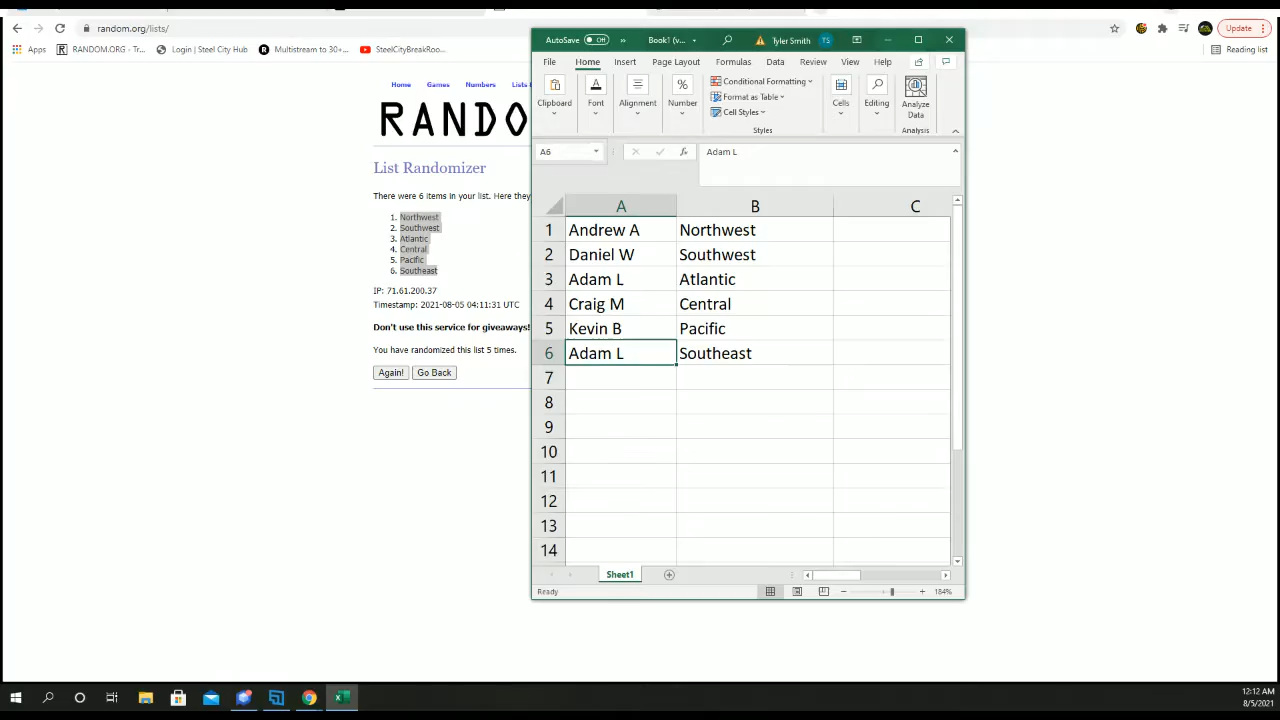 random.org/lists/
Update
Apps
RANDOM.ORG - Tr...
Login | Steel City Hub
Multistream to 30+...
SteelCityBreakRoo...
Reading list
Home
Games
Numbers
RANDO
List Randomizer
There were 6 items in your list. Here they
1. Northwest
2. Southwest
3. Atlantic
4. Central
5. Pacific
6. Southeast
IP: 71.61.200.37
Timestamp: 2021-08-05 04:11:31 UTC
Don't use this service for giveaways!
You have randomized this list 5 times.
Again! Go Back
AutoSave Off » Book1 (v... Tyler Smith TS
File Home Insert Page Layout Formulas Data Review View Help
Clipboard
Font
Alignment
% Number
Conditional Formatting
Format as Table
Cell Styles
Styles
Cells
Editing
Analyze
Data
Analysis
A6 fx Adam L
A B C
1 Andrew A Northwest
2 Daniel W Southwest
3 Adam L Atlantic
4 Craig M Central
5 Kevin B Pacific
6 Adam L Southeast
7
8
9
10
11
12
13
14
Sheet1
Ready 184%
12:12 AM
8/5/2021